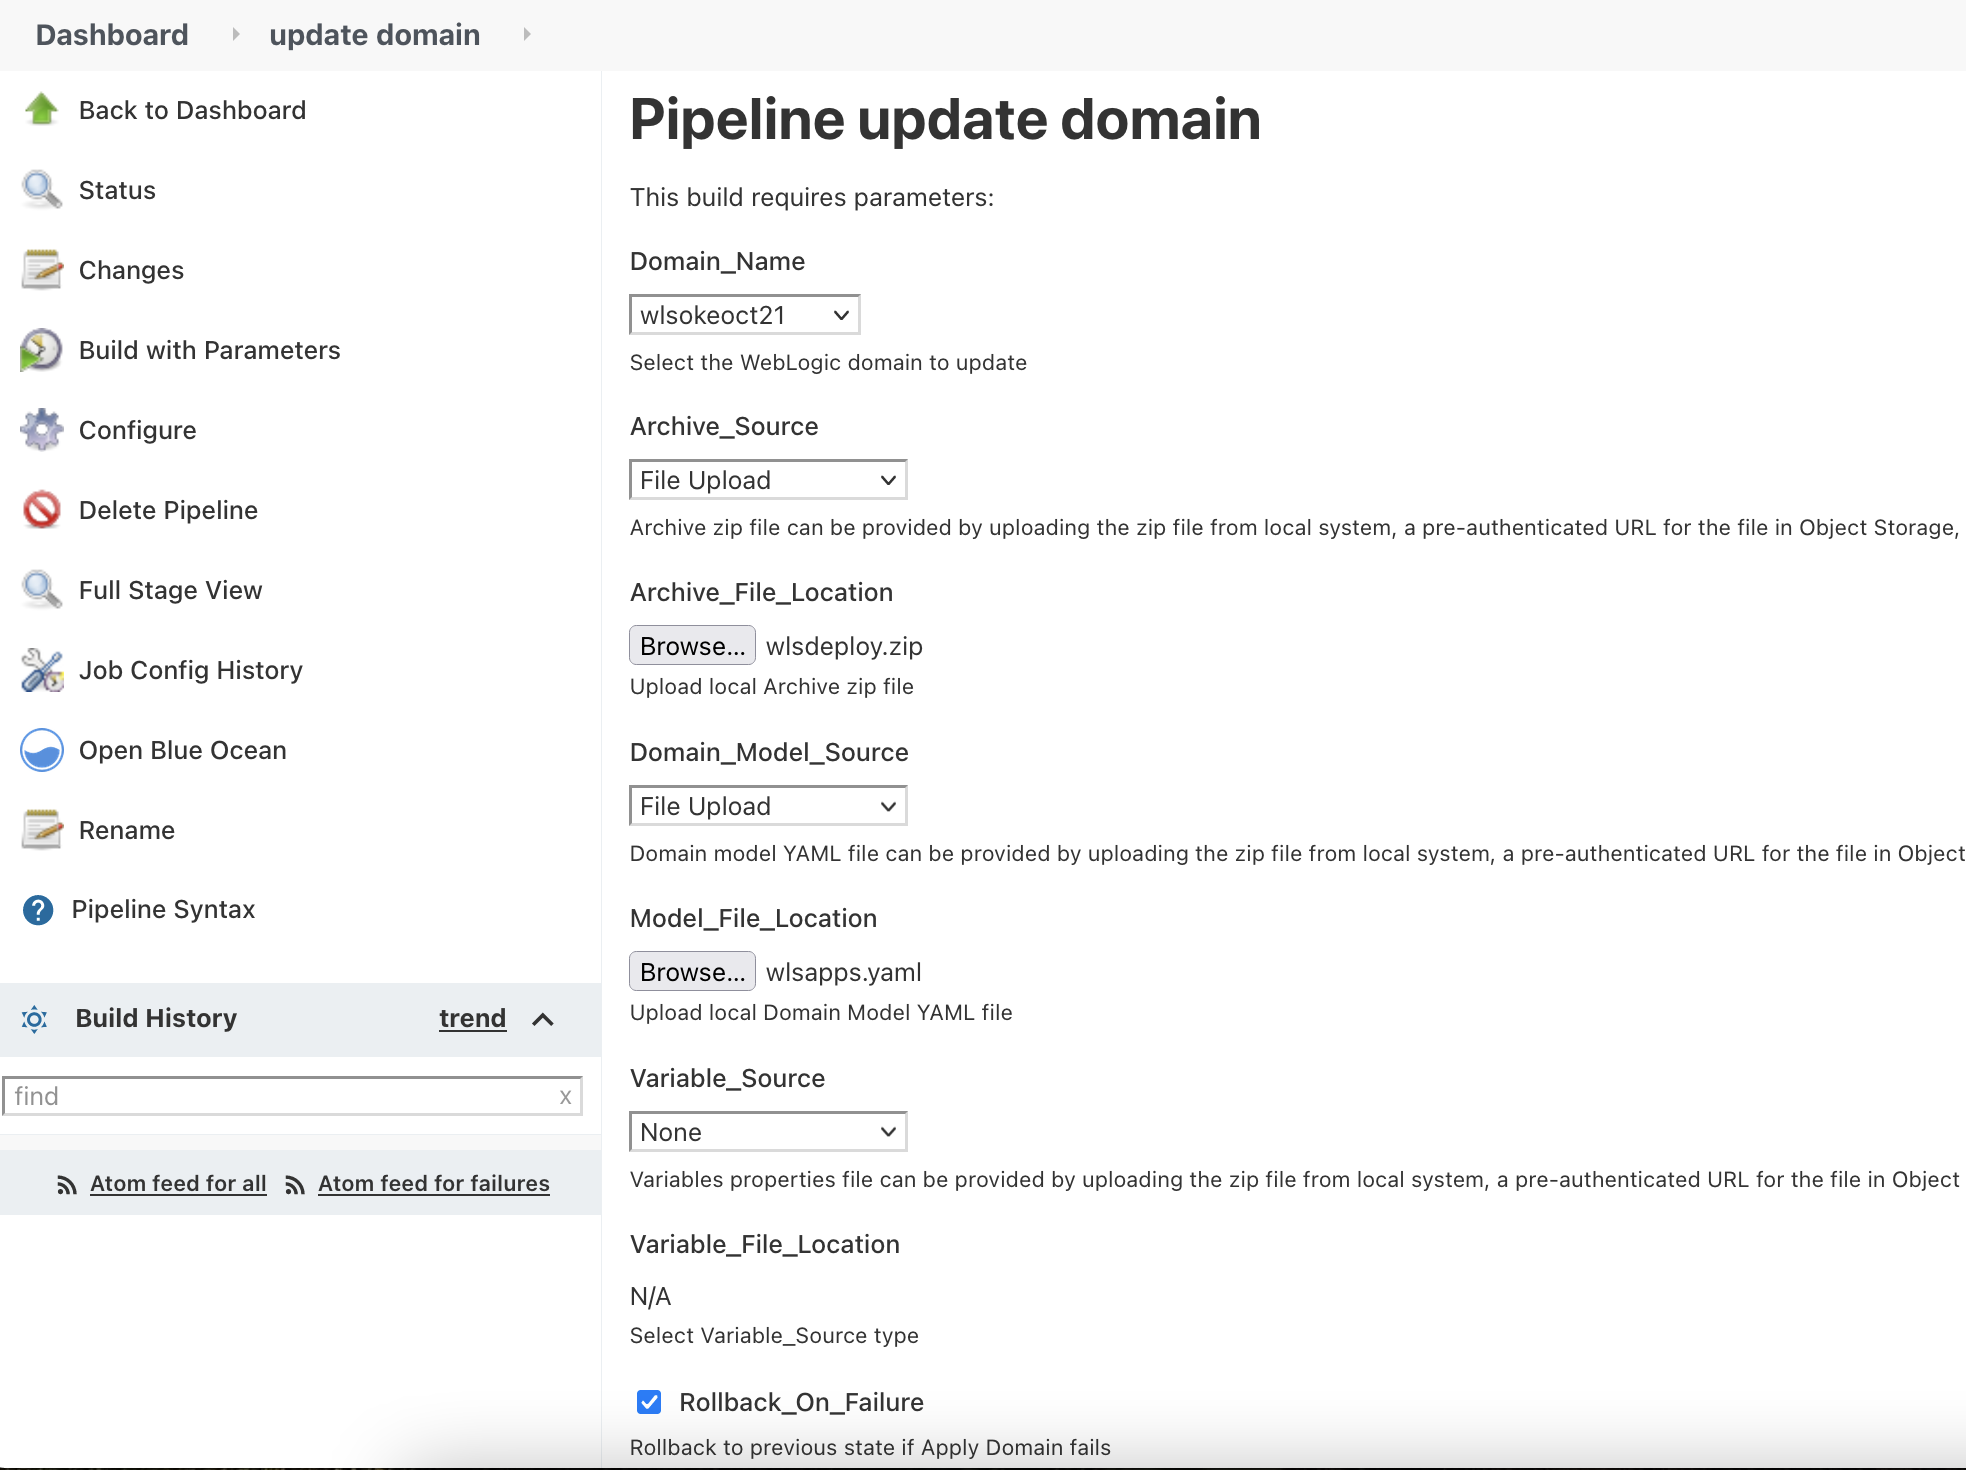 Dashboard
update domain
Back to Dashboard
Status
Changes
Build with Parameters
Configure
Delete Pipeline
Full Stage View
Job Config History
Open Blue Ocean
Rename
Pipeline Syntax
Build History
trend
find
x
Atom feed for all
Atom feed for failures
Pipeline update domain
This build requires parameters:
Domain_Name
wlsokeoct21
Select the WebLogic domain to update
Archive_Source
File Upload
Archive zip file can be provided by uploading the zip file from local system, a pre-authenticated URL for the file in Object Storage,
Archive_File_Location
Browse... wlsdeploy.zip
Upload local Archive zip file
Domain_Model_Source
File Upload
Domain model YAML file can be provided by uploading the zip file from local system, a pre-authenticated URL for the file in Object
Model_File_Location
Browse... wlsapps.yaml
Upload local Domain Model YAML file
Variable_Source
None
Variables properties file can be provided by uploading the zip file from local system, a pre-authenticated URL for the file in Object
Variable_File_Location
N/A
Select Variable_Source type
Rollback_On_Failure
Rollback to previous state if Apply Domain fails